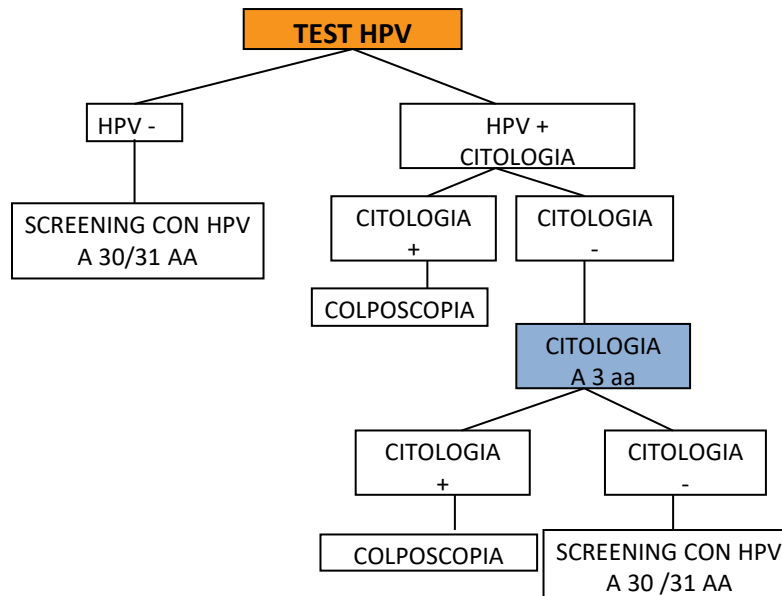 TEST HPV
HPV -
HPV +
CITOLOGIA
SCREENING CON HPV
A 30/31 AA
CITOLOGIA
+
CITOLOGIA
-
COLPOSCOPIA
CITOLOGIA
A 3 aa
CITOLOGIA
+
CITOLOGIA
-
COLPOSCOPIA
SCREENING CON HPV
A 30 /31 AA